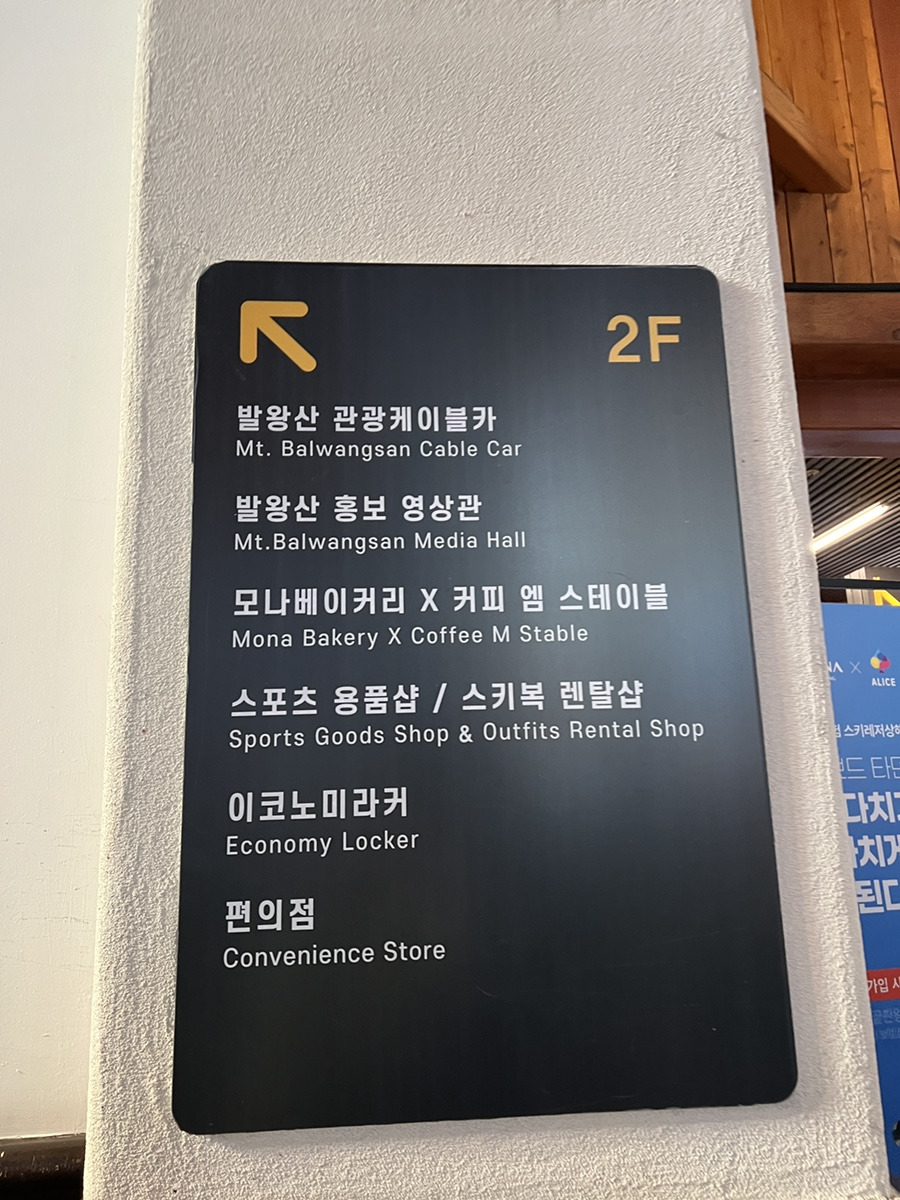 2F
발왕산 관광케이블카
Mt. Balwangsan Cable Car
발왕산 홍보 영상관
Mt.Balwangsan Media Hall
모나베이커리 X 커피 엠 스테이블
Mona Bakery X Coffee M Stable
스포츠 용품샵 / 스키복 렌탈샵
Sports Goods Shop & Outfits Rental Shop
이코노미라커
Economy Locker
편의점
Convenience Store
ALICE
가입